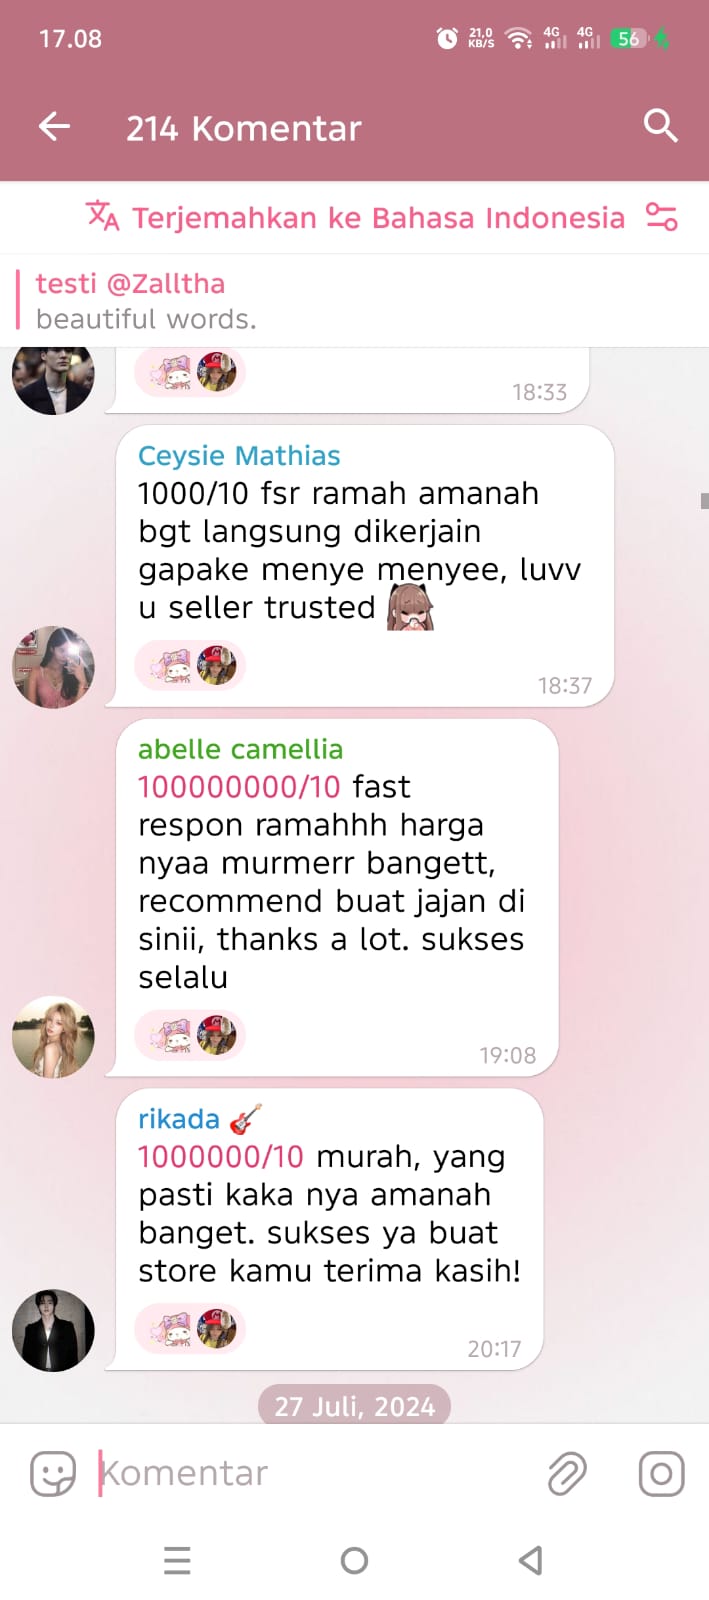 17.08
21,0
KB/S
4G
4G
56
214 Komentar
Terjemahkan ke Bahasa Indonesia
testi @Zalltha
beautiful words.
18:33
Ceysie Mathias
1000/10 fsr ramah amanah
bgt langsung dikerjain
gapake menye menyee, luvv
u seller trusted
18:37
abelle camellia
100000000/10 fast
respon ramahhh harga
nyaa murmerr bangett,
recommend buat jajan di
sinii, thanks a lot. sukses
selalu
19:08
rikada
1000000/10 murah, yang
pasti kaka nya amanah
banget. sukses ya buat
store kamu terima kasih!
20:17
27 Juli, 2024
Komentar